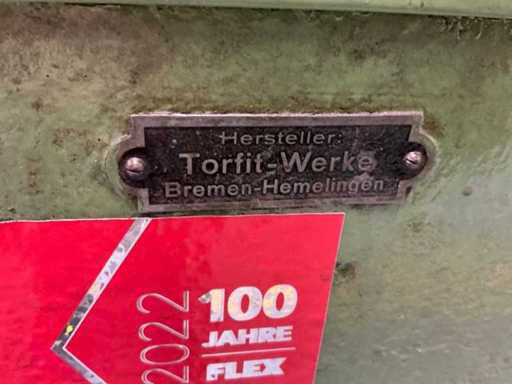 Hersteller:
Torfit-Werke
Bremen-Hemelingen
2022
100
JAHRE
FLEX